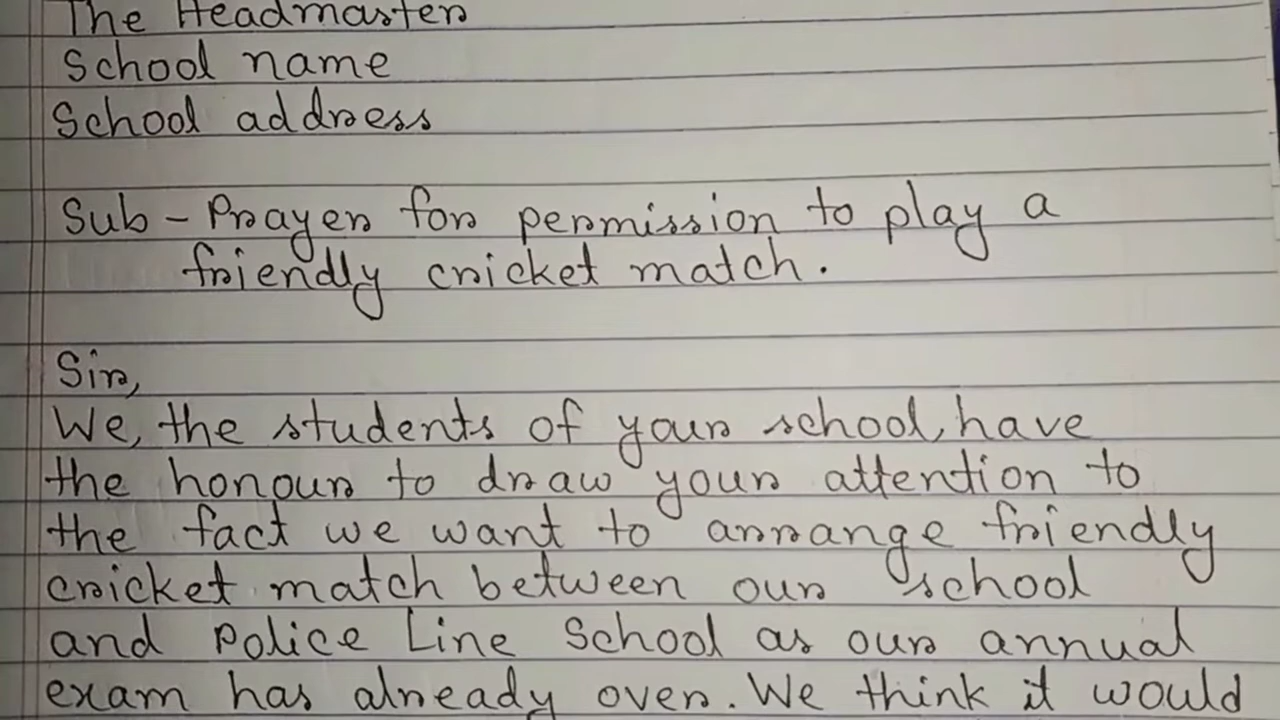 The Headmaster
School name
School address
Sub - Prayer for permission to play a
friendly cricket match.
Sir,
We, the students of your school, have
the honour to draw your attention to
the fact we want to arrange friendly
cricket match between our school
and Police Line School as our annual
exam has already over. We think it would